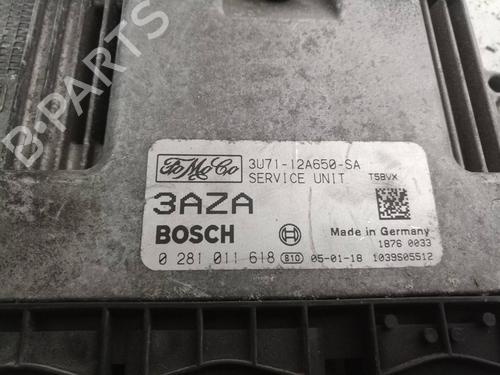 FoMoCo
3U71-12A650-SA
SERVICE UNIT T5BVX
3AZA
BOSCH
Made in Germany
1876 0033
0 281 011 618 B10 05-01-18 1039S05512
B-Parts